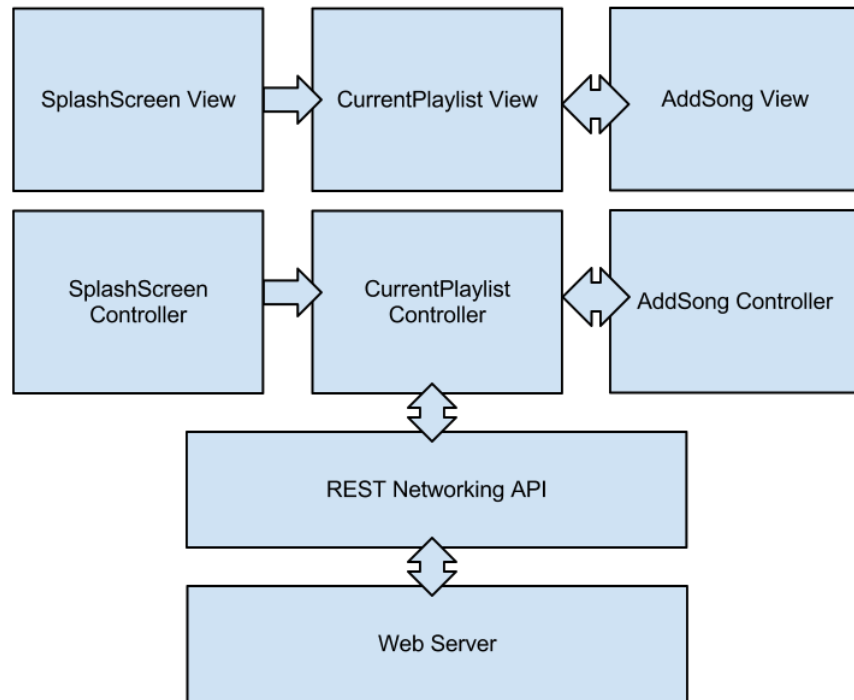 SplashScreen View
CurrentPlaylist View
AddSong View
SplashScreen
Controller
CurrentPlaylist
Controller
AddSong Controller
REST Networking API
Web Server